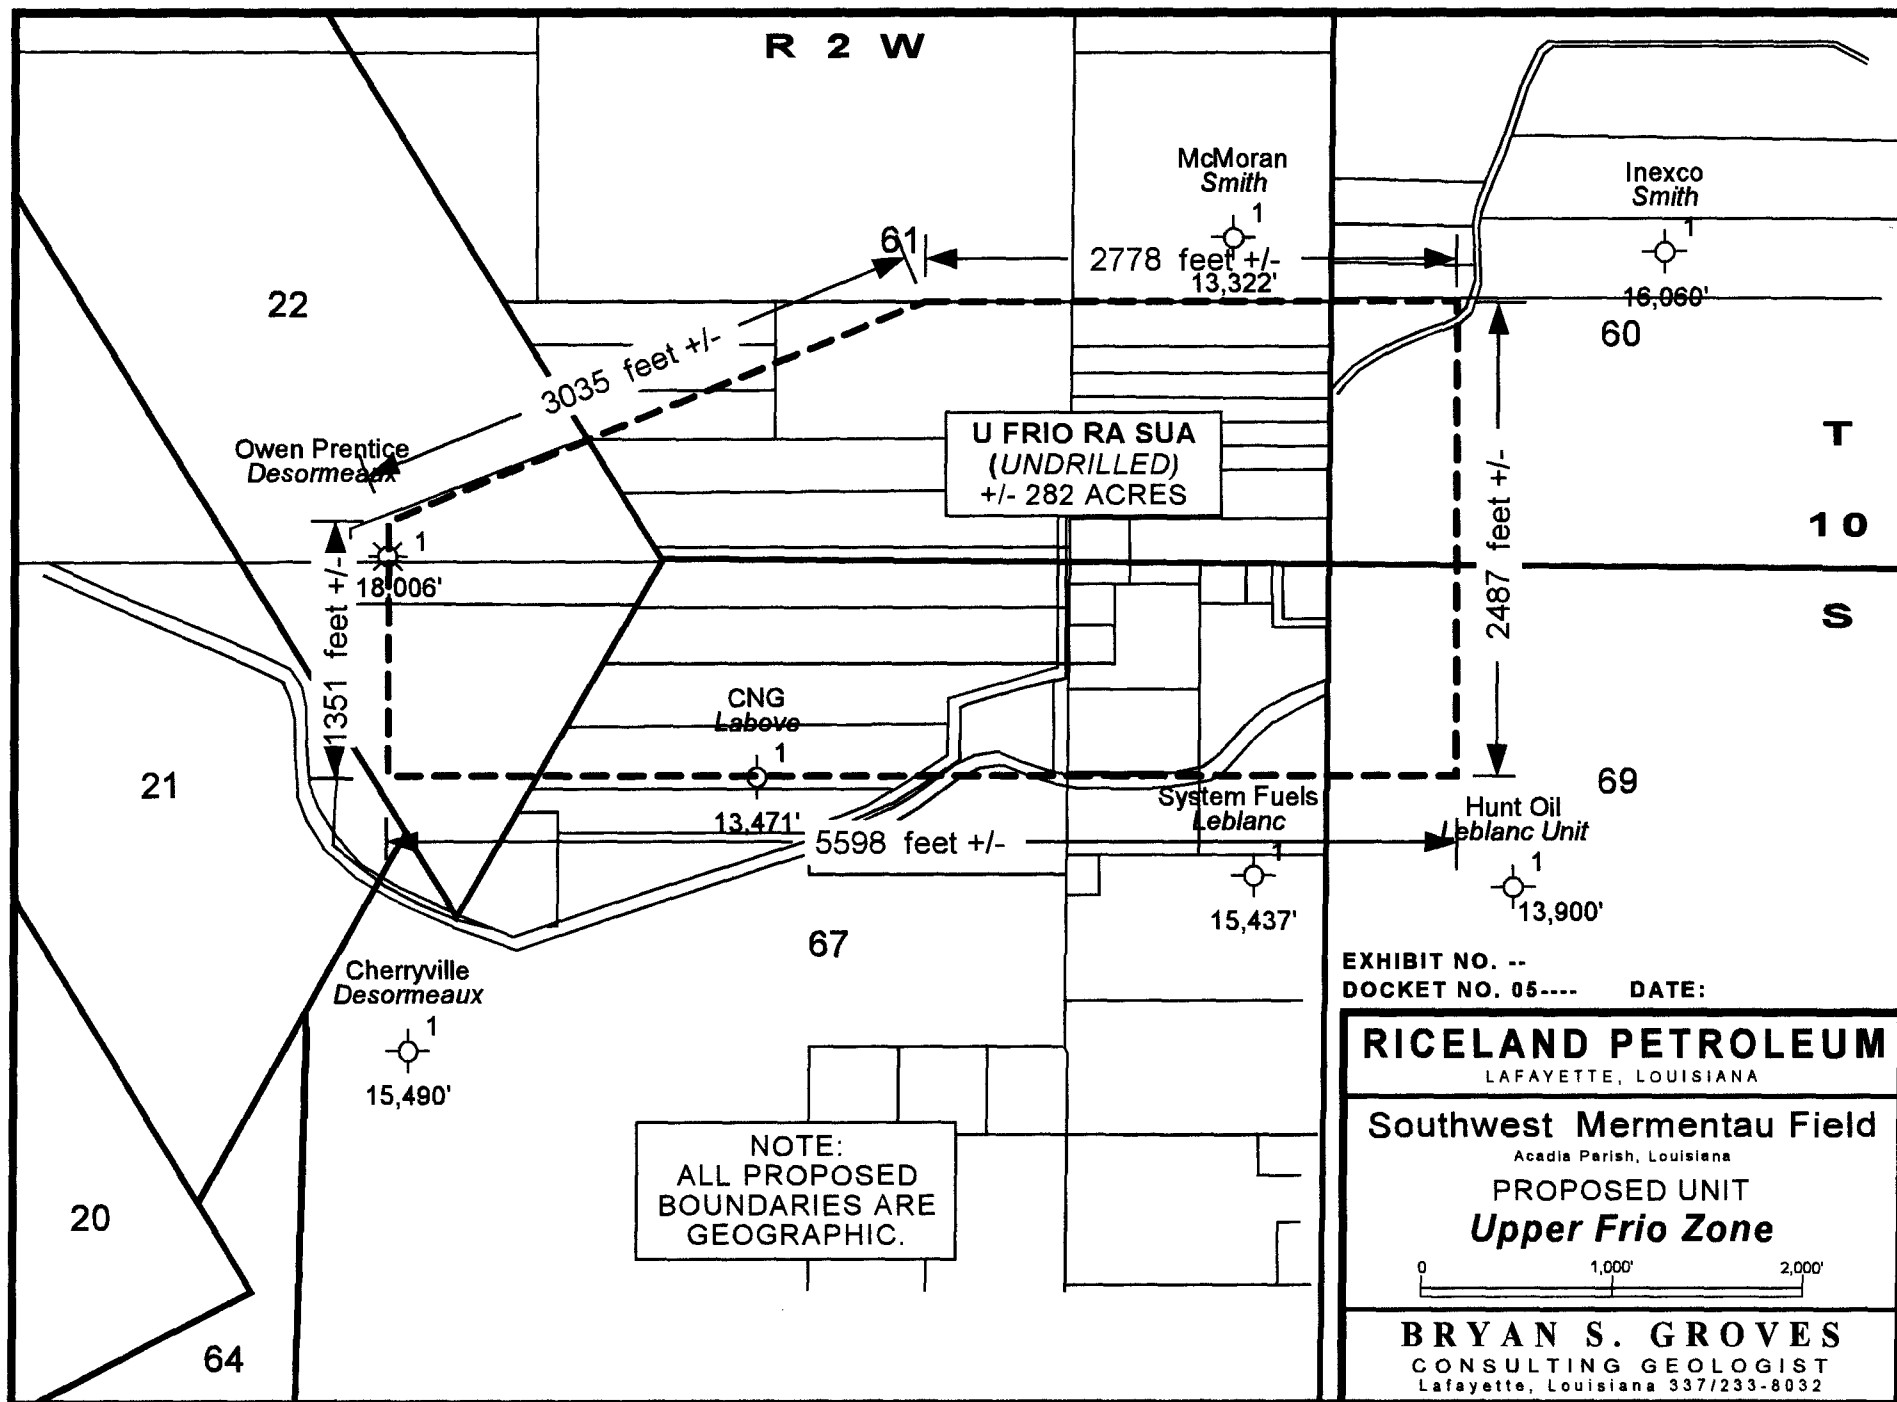 R 2 W
McMoran
Smith
1
13,322'
Inexco
Smith
1
16,060'
61
2778 feet +/-
22
60
3035 feet +/-
Owen Prentice
Desormeaux
1
18,006'
U FRIO RA SUA
(UNDRILLED)
+/- 282 ACRES
T
10
S
2487 feet +/-
1351 feet +/-
CNG
Labove
1
13,471'
21
69
System Fuels
Leblanc
1
15,437'
Hunt Oil
Leblanc Unit
1
13,900'
5598 feet +/-
67
Cherryville
Desormeaux
1
15,490'
EXHIBIT NO. --
DOCKET NO. 05---- DATE:
RICELAND PETROLEUM
LAFAYETTE, LOUISIANA
Southwest Mermentau Field
Acadia Parish, Louisiana
PROPOSED UNIT
Upper Frio Zone
0 1,000' 2,000'
BRYAN S. GROVES
CONSULTING GEOLOGIST
Lafayette, Louisiana 337/233-8032
NOTE:
ALL PROPOSED
BOUNDARIES ARE
GEOGRAPHIC.
20
64